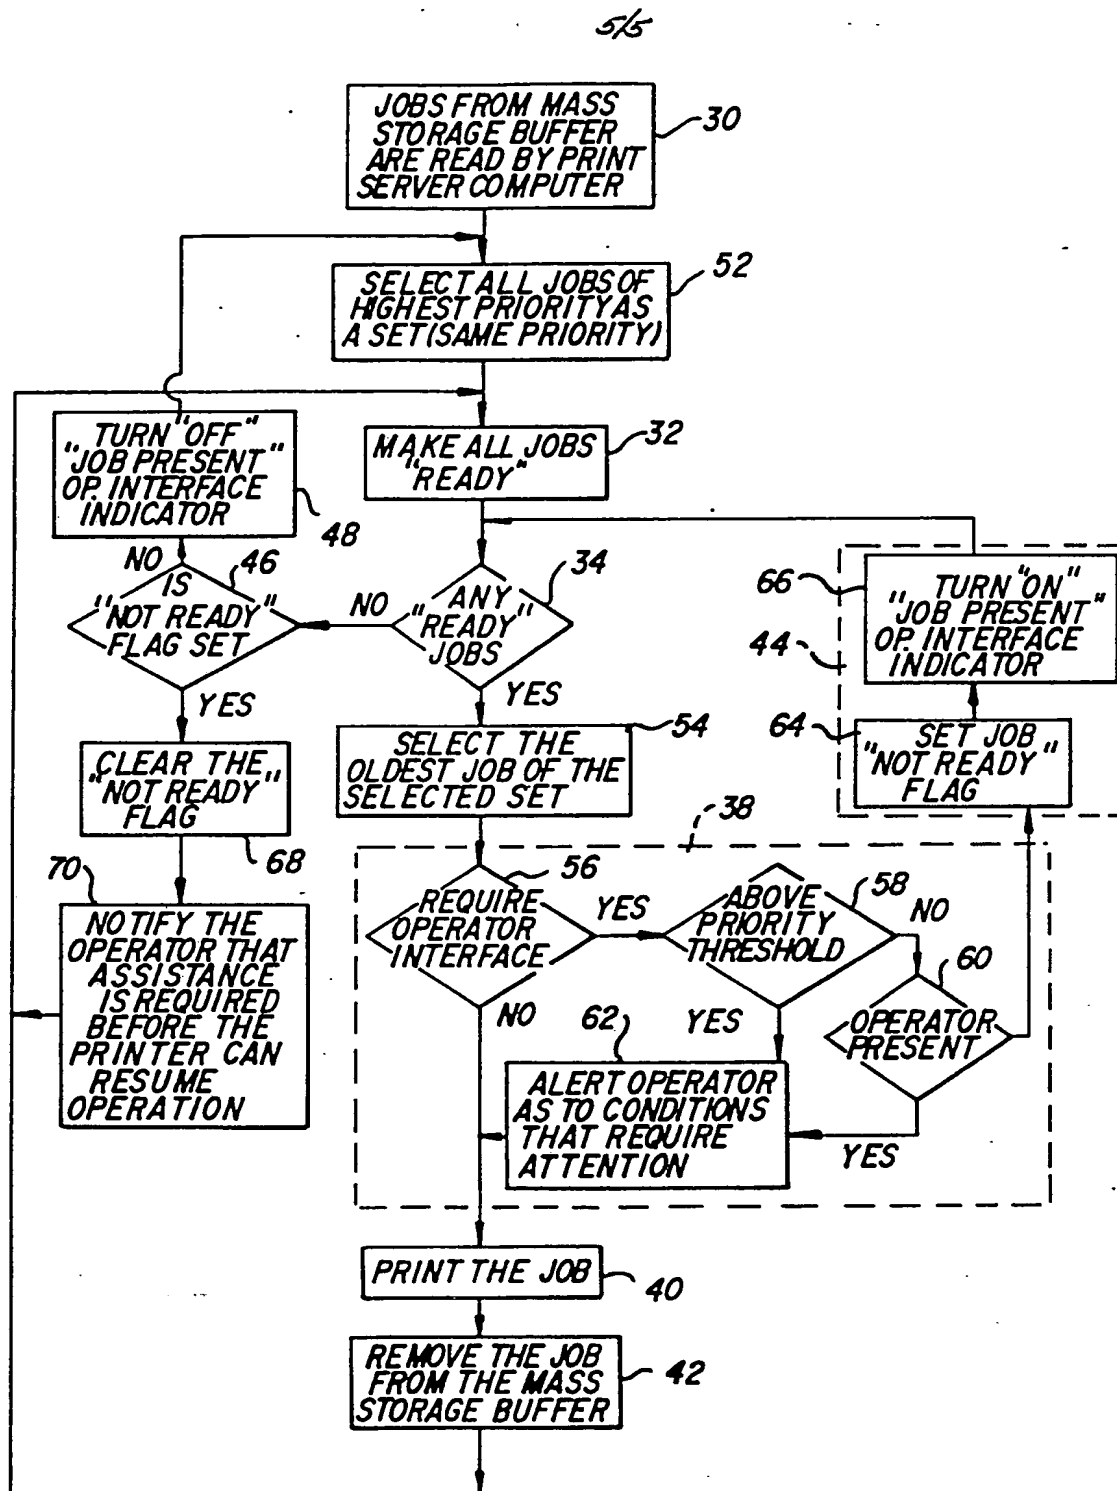 5/5
JOBS FROM MASS
STORAGE BUFFER
ARE READ BY PRINT
SERVER COMPUTER
30
SELECT ALL JOBS OF
HIGHEST PRIORITY AS
A SET (SAME PRIORITY)
52
TURN "OFF"
"JOB PRESENT"
OP. INTERFACE
INDICATOR
48
MAKE ALL JOBS
"READY"
32
NO
IS
"NOT READY"
FLAG SET
46
NO
ANY
"READY"
JOBS
34
66
TURN "ON"
"JOB PRESENT"
OP. INTERFACE
INDICATOR
44
YES
YES
64
SET JOB
"NOT READY"
FLAG
CLEAR THE
"NOT READY"
FLAG
68
SELECT THE
OLDEST JOB OF THE
SELECTED SET
54
38
70
NOTIFY THE
OPERATOR THAT
ASSISTANCE
IS REQUIRED
BEFORE THE
PRINTER CAN
RESUME
OPERATION
REQUIRE
OPERATOR
INTERFACE
56
YES
ABOVE
PRIORITY
THRESHOLD
58
NO
60
OPERATOR
PRESENT
NO
62
YES
ALERT OPERATOR
AS TO CONDITIONS
THAT REQUIRE
ATTENTION
YES
PRINT THE JOB
40
REMOVE THE JOB
FROM THE MASS
STORAGE BUFFER
42